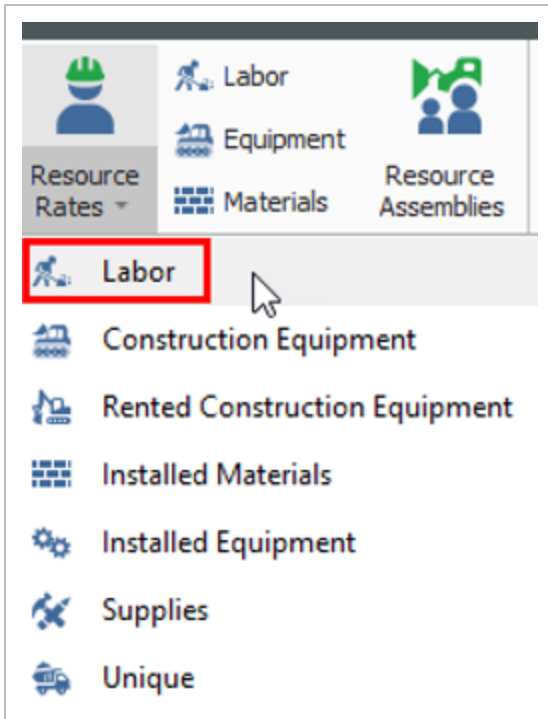 Labor
Equipment
Materials
Resource
Rates
Resource
Assemblies
Labor
Construction Equipment
Rented Construction Equipment
Installed Materials
Installed Equipment
Supplies
Unique